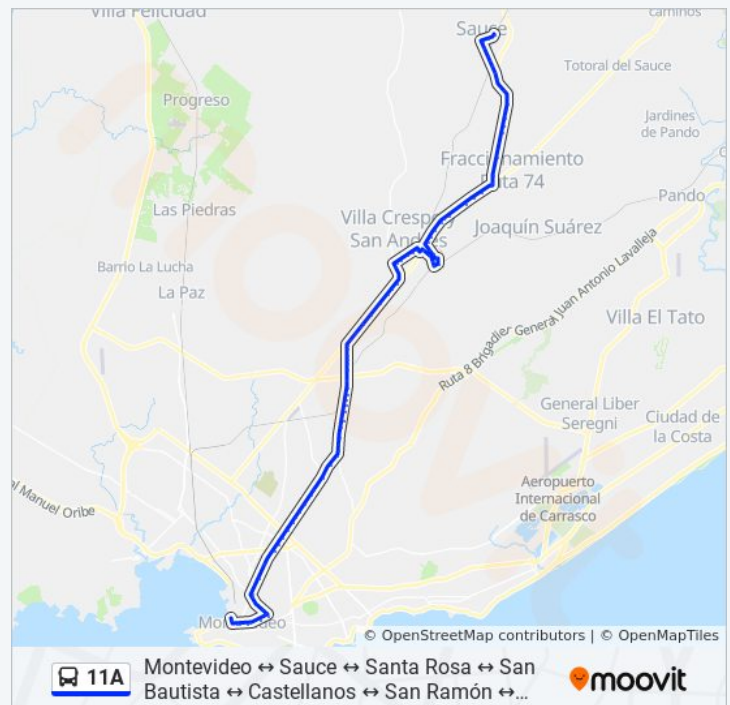 Villa Felicidad
Sauce
Caminos
Totoral del Sauce
Progreso
Jardines
de Pando
Fraccionamiento
Ruta 74
Pando
Las Piedras
Villa Crespo y
San Andrés
Joaquín Suárez
Barrio La Lucha
La Paz
Ruta 8 Brigadier General Juan Antonio Lavalleja
Villa El Tato
General Liber
Seregni
Ciudad de
la Costa
Aeropuerto
Internacional
de Carrasco
al Manuel Oribe
Montevideo
© OpenStreetMap contributors | © OpenMapTiles
11A
Montevideo ↔ Sauce ↔ Santa Rosa ↔ San
Bautista ↔ Castellanos ↔ San Ramón ↔...
moovit